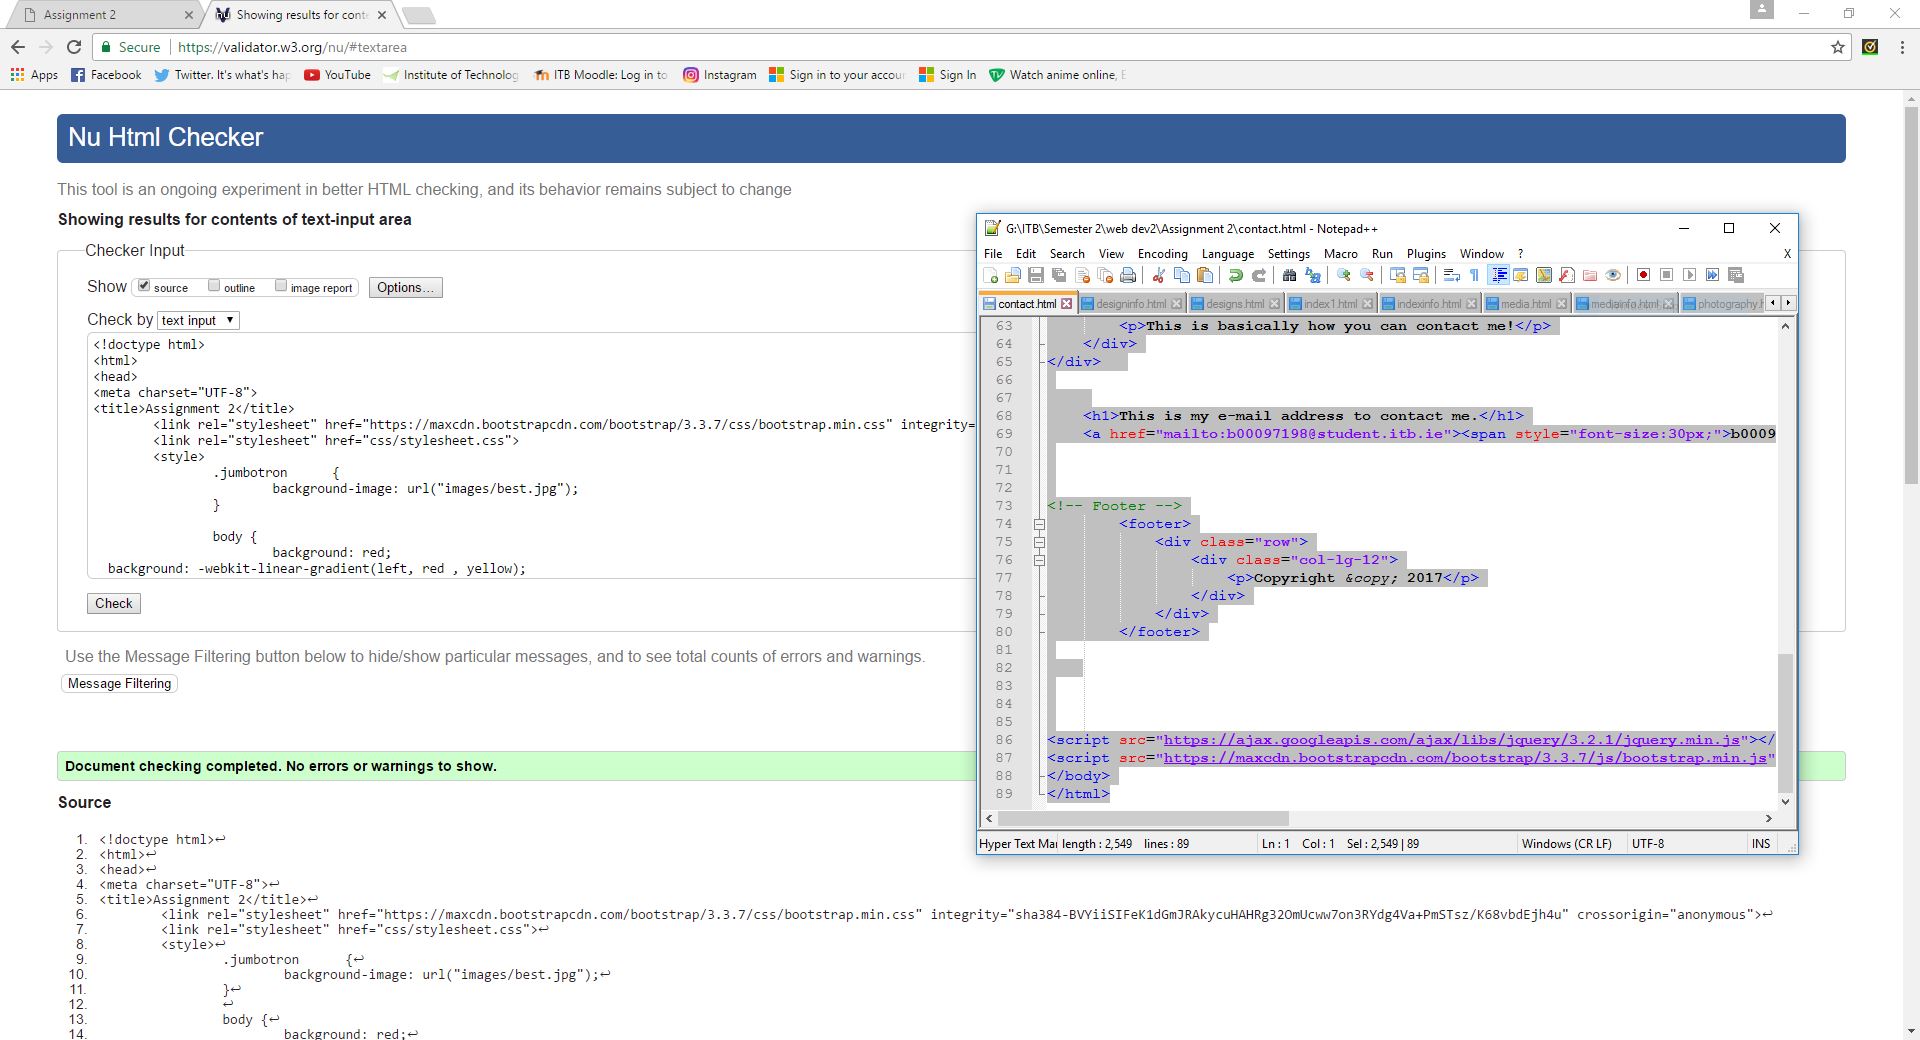 Assignment 2
Showing results for conte
Secure https://validator.w3.org/nu/#textarea
Apps Facebook Twitter. It's what's hap YouTube Institute of Technolog ITB Moodle: Log in to Instagram Sign in to your accour Sign In Watch anime online, E
Nu Html Checker
This tool is an ongoing experiment in better HTML checking, and its behavior remains subject to change
Showing results for contents of text-input area
Checker Input
Show source outline image report Options...
Check by text input
<!doctype html>
<html>
<head>
<meta charset="UTF-8">
<title>Assignment 2</title>
<link rel="stylesheet" href="https://maxcdn.bootstrapcdn.com/bootstrap/3.3.7/css/bootstrap.min.css" integrity=
<link rel="stylesheet" href="css/stylesheet.css">
<style>
.jumbotron {
background-image: url("images/best.jpg");
}
body {
background: red;
background: -webkit-linear-gradient(left, red , yellow);
Check
Use the Message Filtering button below to hide/show particular messages, and to see total counts of errors and warnings.
Message Filtering
Document checking completed. No errors or warnings to show.
Source
1. <!doctype html>↩
2. <html>↩
3. <head>↩
4. <meta charset="UTF-8">↩
5. <title>Assignment 2</title>↩
6. <link rel="stylesheet" href="https://maxcdn.bootstrapcdn.com/bootstrap/3.3.7/css/bootstrap.min.css" integrity="sha384-BVYiiSIFeK1dGmJRAkycuHAHRg32OmUcww7on3RYdg4Va+PmSTsz/K68vbdEjh4u" crossorigin="anonymous">↩
7. <link rel="stylesheet" href="css/stylesheet.css">↩
8. <style>↩
9. .jumbotron {↩
10. background-image: url("images/best.jpg");↩
11. }↩
12. ↩
13. body {↩
14. background: red;↩
G:\ITB\Semester 2\web dev2\Assignment 2\contact.html - Notepad++
File Edit Search View Encoding Language Settings Macro Run Plugins Window ? X
contact.html designinfo.html designs.html index1.html indexinfo.html media.html mediainfo.html photography.h
63 <p>This is basically how you can contact me!</p>
64 </div>
65 </div>
66
67
68 <h1>This is my e-mail address to contact me.</h1>
69 <a href="mailto:b00097198@student.itb.ie"><span style="font-size:30px;">b0009
70
71
72
73 <!-- Footer -->
74 <footer>
75 <div class="row">
76 <div class="col-lg-12">
77 <p>Copyright &copy; 2017</p>
78 </div>
79 </div>
80 </footer>
81
82
83
84
85
86 <script src="https://ajax.googleapis.com/ajax/libs/jquery/3.2.1/jquery.min.js"></
87 <script src="https://maxcdn.bootstrapcdn.com/bootstrap/3.3.7/js/bootstrap.min.js"
88 </body>
89 </html>
Hyper Text Mar length : 2,549 lines : 89 Ln : 1 Col : 1 Sel : 2,549 | 89 Windows (CR LF) UTF-8 INS